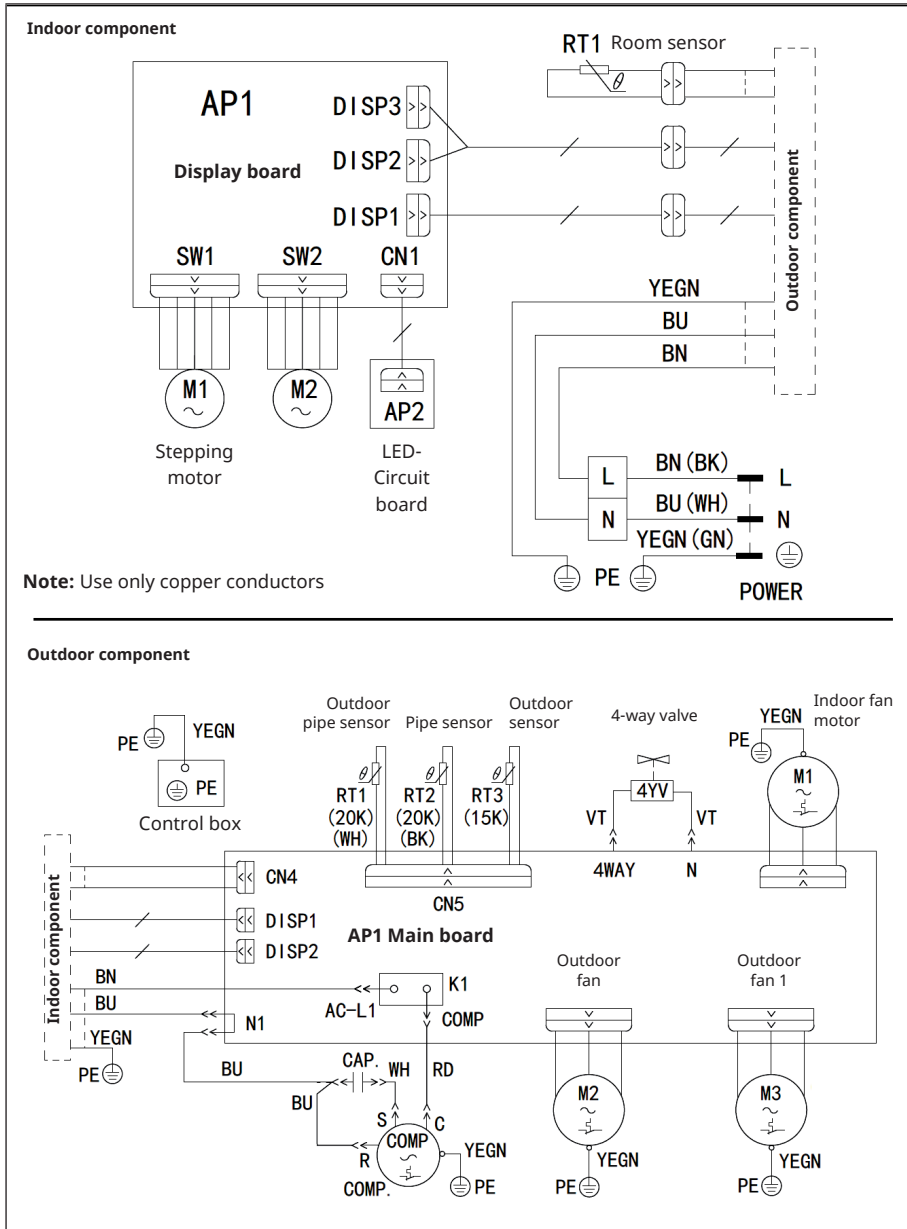 Indoor component
RT1 Room sensor
θ
AP1
DISP3
DISP2
Display board
DISP1
SW1 SW2 CN1
Outdoor component
YEGN
BU
BN
M1 M2
AP2
Stepping
motor
LED-
Circuit
board
L BN(BK) L
N BU(WH) N
YEGN(GN)
PE
POWER
Note: Use only copper conductors
Outdoor component
Outdoor
pipe sensor
Pipe sensor
Outdoor
sensor
4-way valve
Indoor fan
motor
YEGN
PE
YEGN
PE
PE
Control box
θ θ θ
RT1 RT2 RT3
(20K) (20K) (15K)
(WH) (BK)
4YV
VT VT
M1
4WAY N
Indoor component
CN4
CN5
DISP1
AP1 Main board
DISP2
Outdoor
fan
Outdoor
fan 1
BN
K1
AC-L1
COMP
BU
N1
YEGN
PE
BU
CAP. WH RD
BU
S C
COMP
R
COMP.
YEGN
PE
M2
YEGN
PE
M3
YEGN
PE